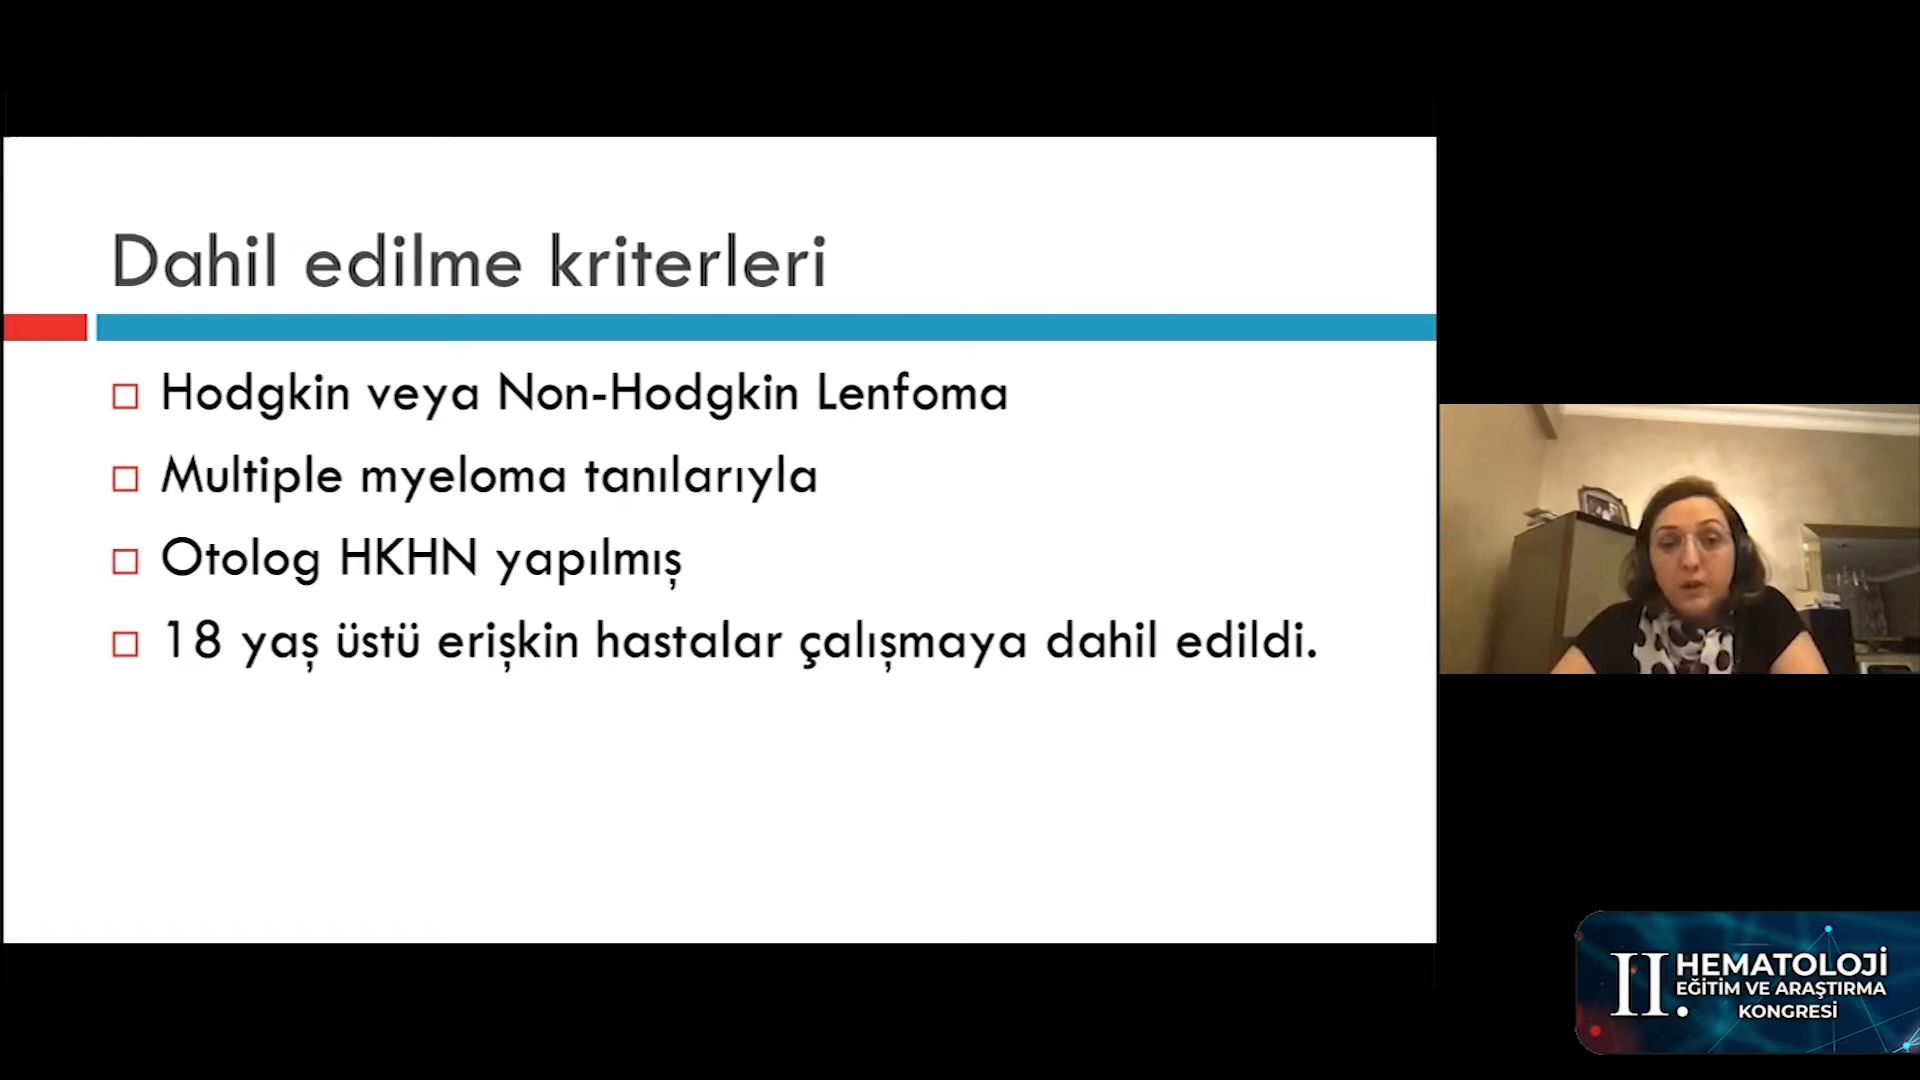 Dahil edilme kriterleri
Hodgkin veya Non-Hodgkin Lenfoma
Multiple myeloma tanılarıyla
Otolog HKHN yapılmış
18 yaş üstü erişkin hastalar çalışmaya dahil edildi.
II. HEMATOLOJİ
EĞİTİM VE ARAŞTIRMA
KONGRESİ